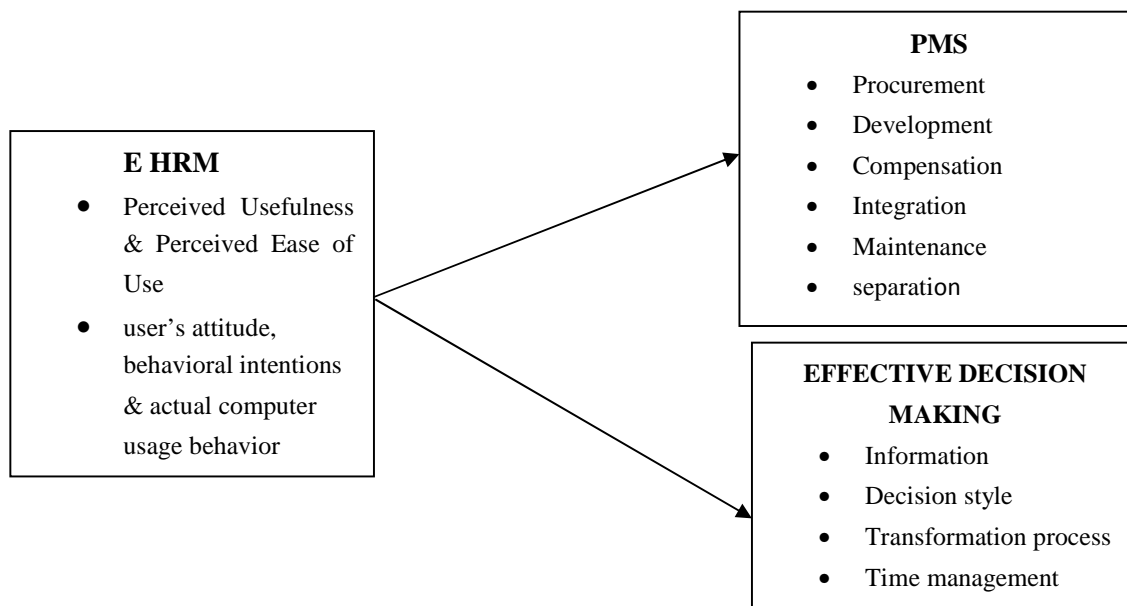 E HRM
● Perceived Usefulness
& Perceived Ease of
Use
● user's attitude,
behavioral intentions
& actual computer
usage behavior
PMS
● Procurement
● Development
● Compensation
● Integration
● Maintenance
● separation
EFFECTIVE DECISION
MAKING
● Information
● Decision style
● Transformation process
● Time management